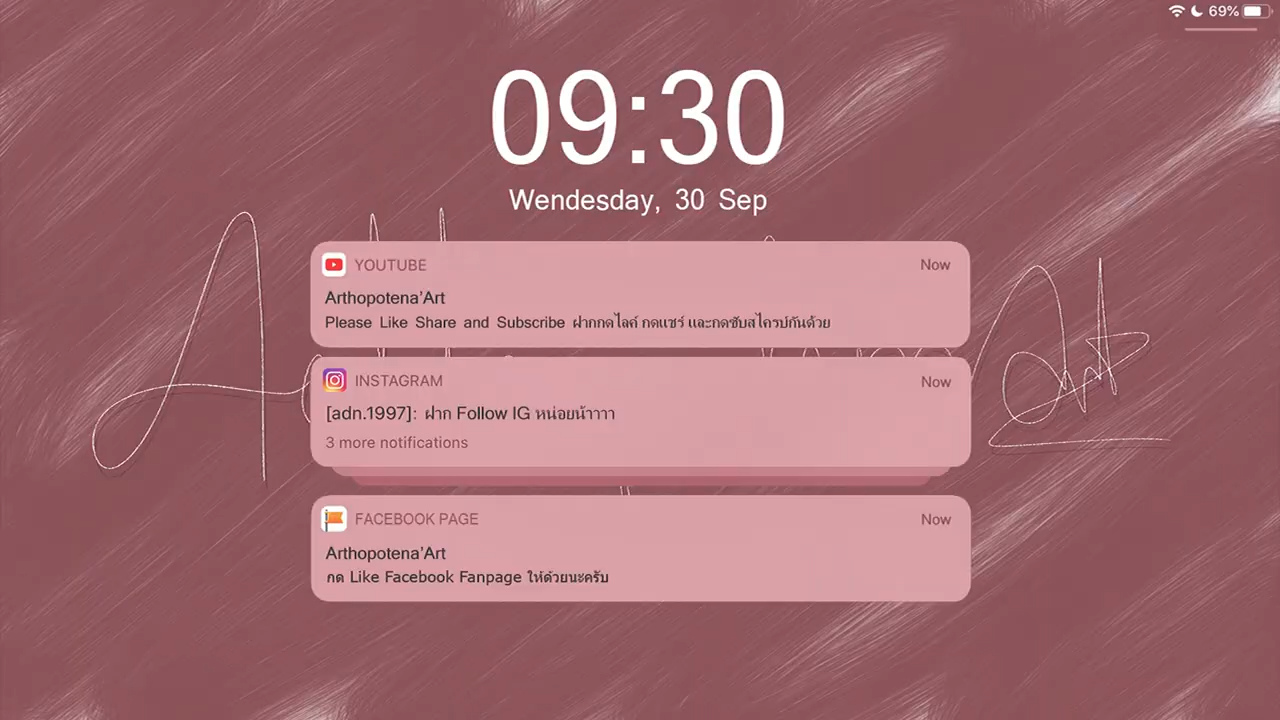 69%
09:30
Wendesday, 30 Sep
YOUTUBE Now
Arthopotena'Art
Please Like Share and Subscribe ฝากกดไลค์ กดแชร์ และกดซับสไครบ์กันด้วย
INSTAGRAM Now
[adn.1997]: ฝาก Follow IG หน่อยน้าาาา
3 more notifications
FACEBOOK PAGE Now
Arthopotena'Art
กด Like Facebook Fanpage ให้ด้วยนะครับ